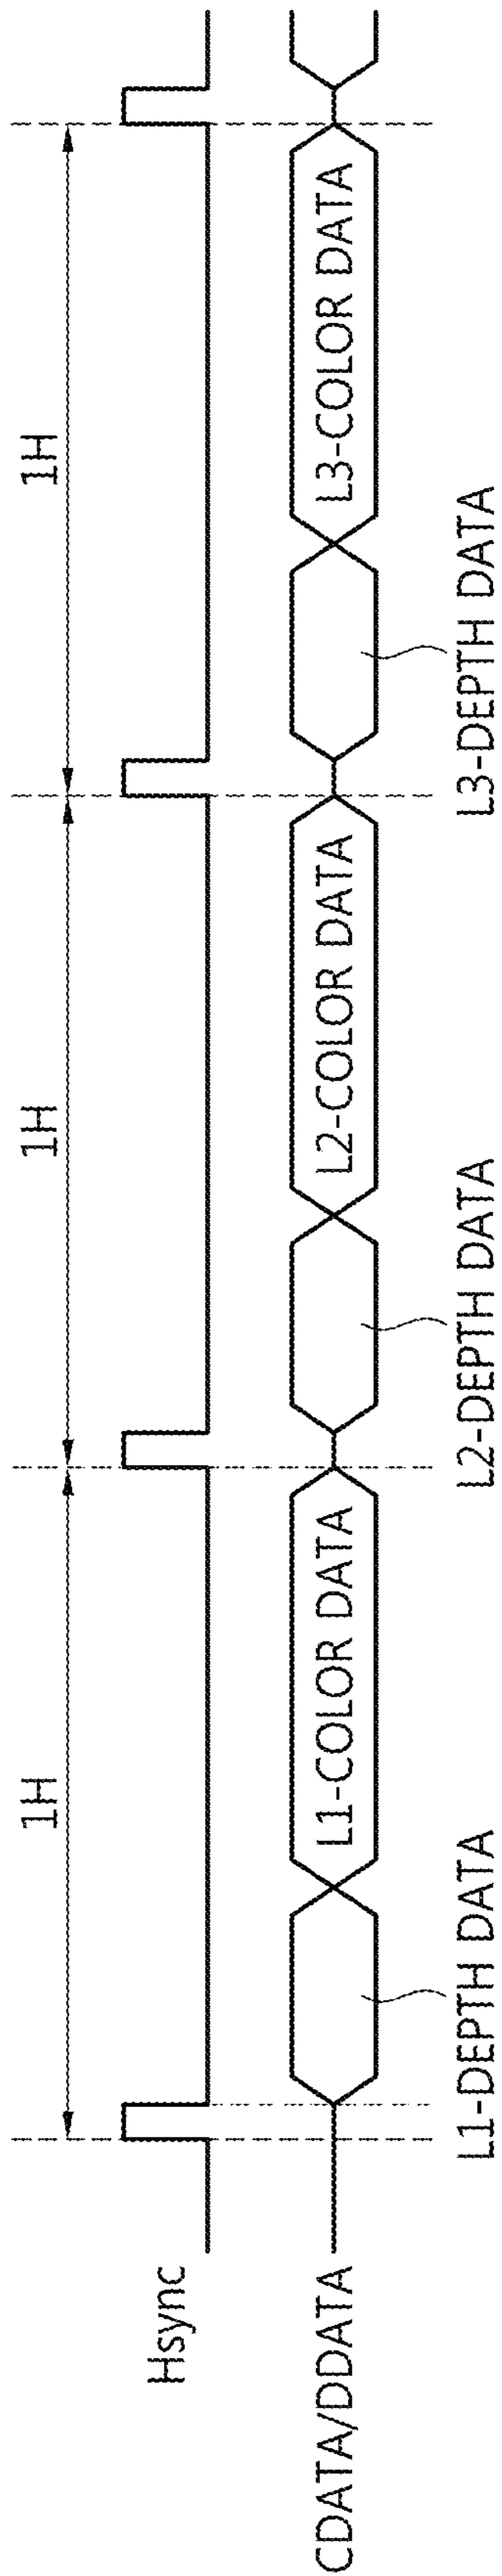 1H
1H
1H
Hsync
CDATA/DDATA
L1-COLOR DATA
L2-COLOR DATA
L3-COLOR DATA
L1-DEPTH DATA
L2-DEPTH DATA
L3-DEPTH DATA